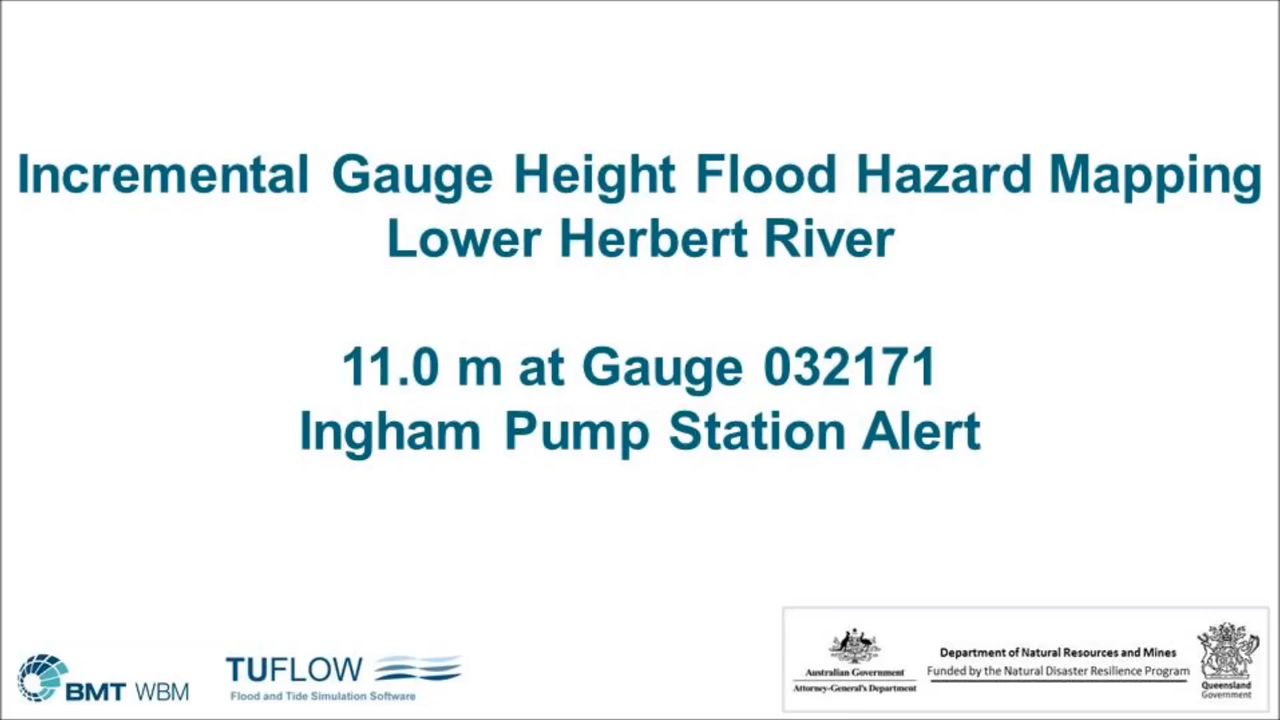 Incremental Gauge Height Flood Hazard Mapping
Lower Herbert River
11.0 m at Gauge 032171
Ingham Pump Station Alert
BMT WBM
TUFLOW
Flood and Tide Simulation Software
Australian Government
Attorney-General's Department
Department of Natural Resources and Mines
Funded by the Natural Disaster Resilience Program
Queensland
Government